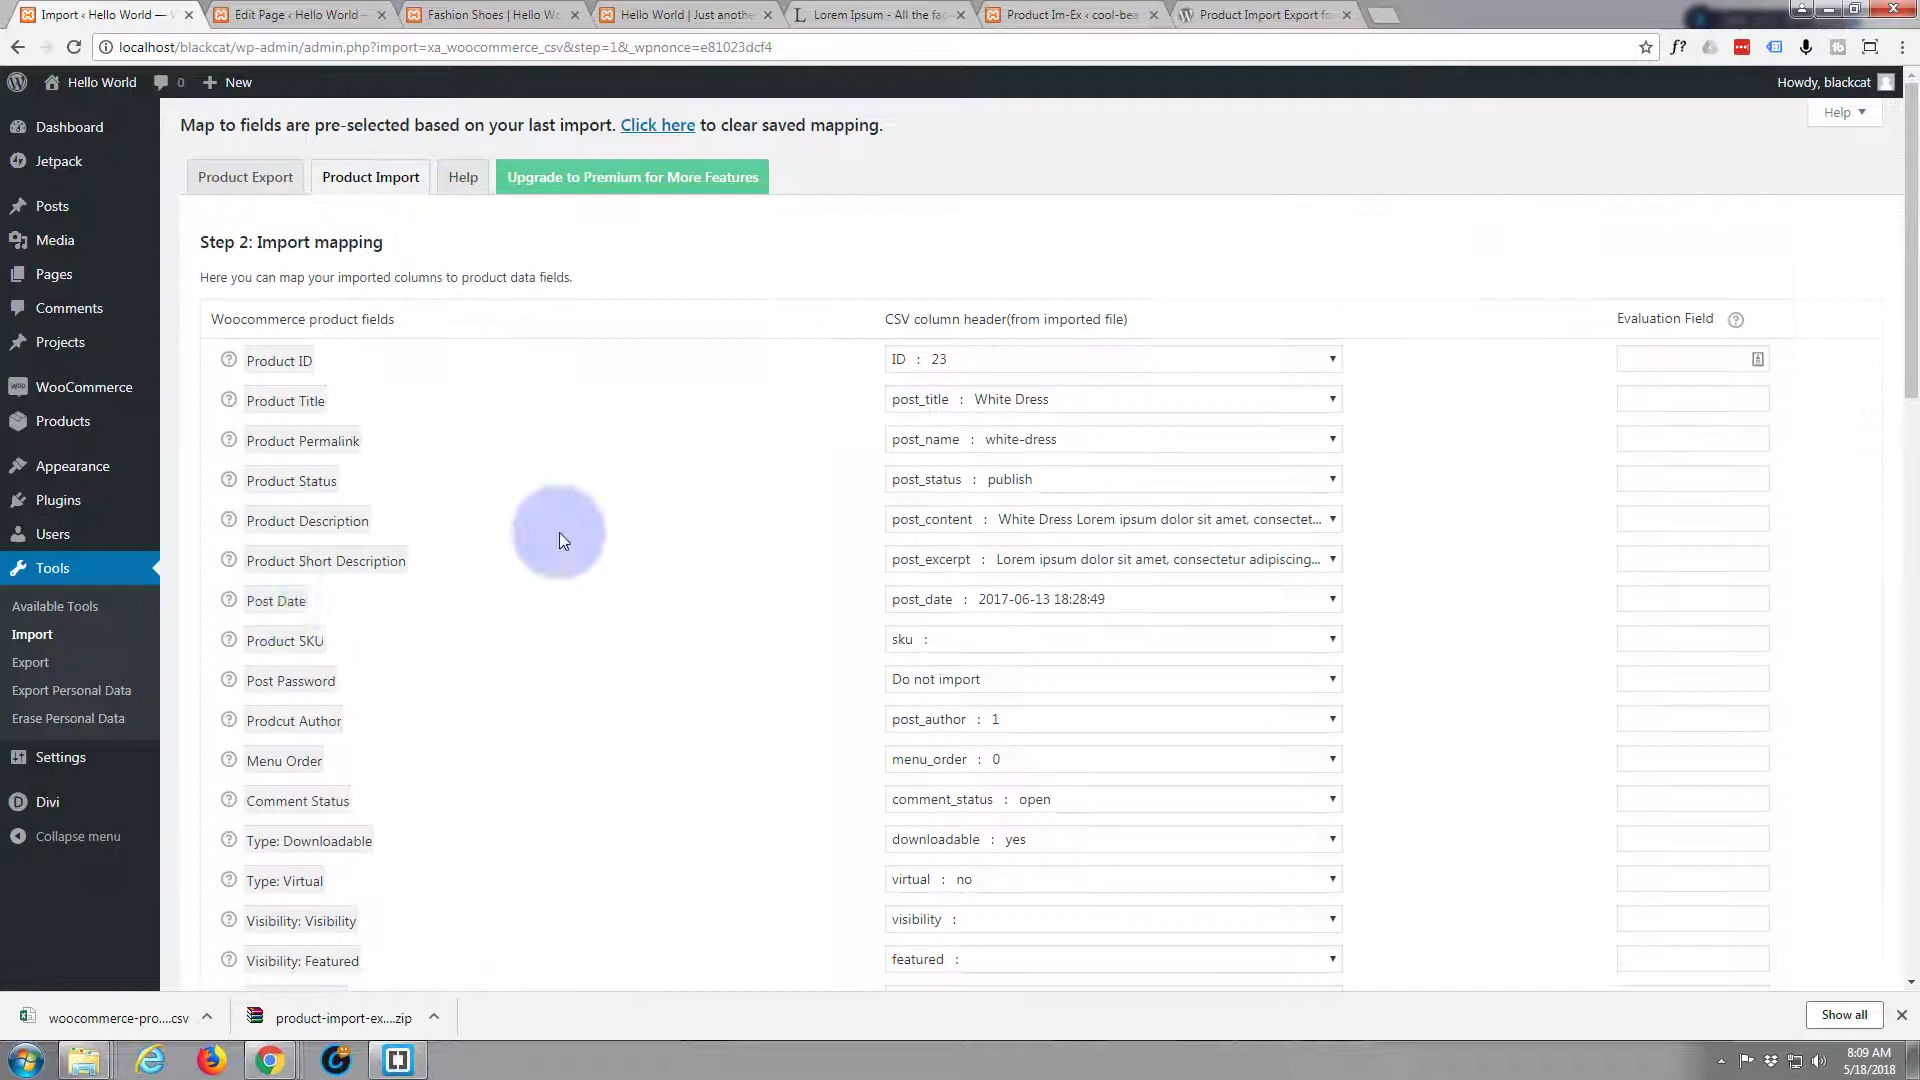 Import ‹ Hello World —
Edit Page ‹ Hello World —
Fashion Shoes | Hello Wo
Hello World | Just anothe
Lorem Ipsum - All the fac
Product Im-Ex ‹ cool-bea
Product Import Export fo
localhost/blackcat/wp-admin/admin.php?import=xa_woocommerce_csv&step=1&_wpnonce=e81023dcf4
f?
Hello World
0
New
Howdy, blackcat
Dashboard
Jetpack
Posts
Media
Pages
Comments
Projects
WooCommerce
Products
Appearance
Plugins
Users
Tools
Available Tools
Import
Export
Export Personal Data
Erase Personal Data
Settings
Divi
Collapse menu
Help
Map to fields are pre-selected based on your last import. Click here to clear saved mapping.
Product Export
Product Import
Help
Upgrade to Premium for More Features
Step 2: Import mapping
Here you can map your imported columns to product data fields.
Woocommerce product fields CSV column header(from imported file) Evaluation Field
Product ID ID : 23
Product Title post_title : White Dress
Product Permalink post_name : white-dress
Product Status post_status : publish
Product Description post_content : White Dress Lorem ipsum dolor sit amet, consectet...
Product Short Description post_excerpt : Lorem ipsum dolor sit amet, consectetur adipiscing...
Post Date post_date : 2017-06-13 18:28:49
Product SKU sku :
Post Password Do not import
Prodcut Author post_author : 1
Menu Order menu_order : 0
Comment Status comment_status : open
Type: Downloadable downloadable : yes
Type: Virtual virtual : no
Visibility: Visibility visibility :
Visibility: Featured featured :
woocommerce-pro....csv
product-import-ex....zip
Show all
8:09 AM
5/18/2018